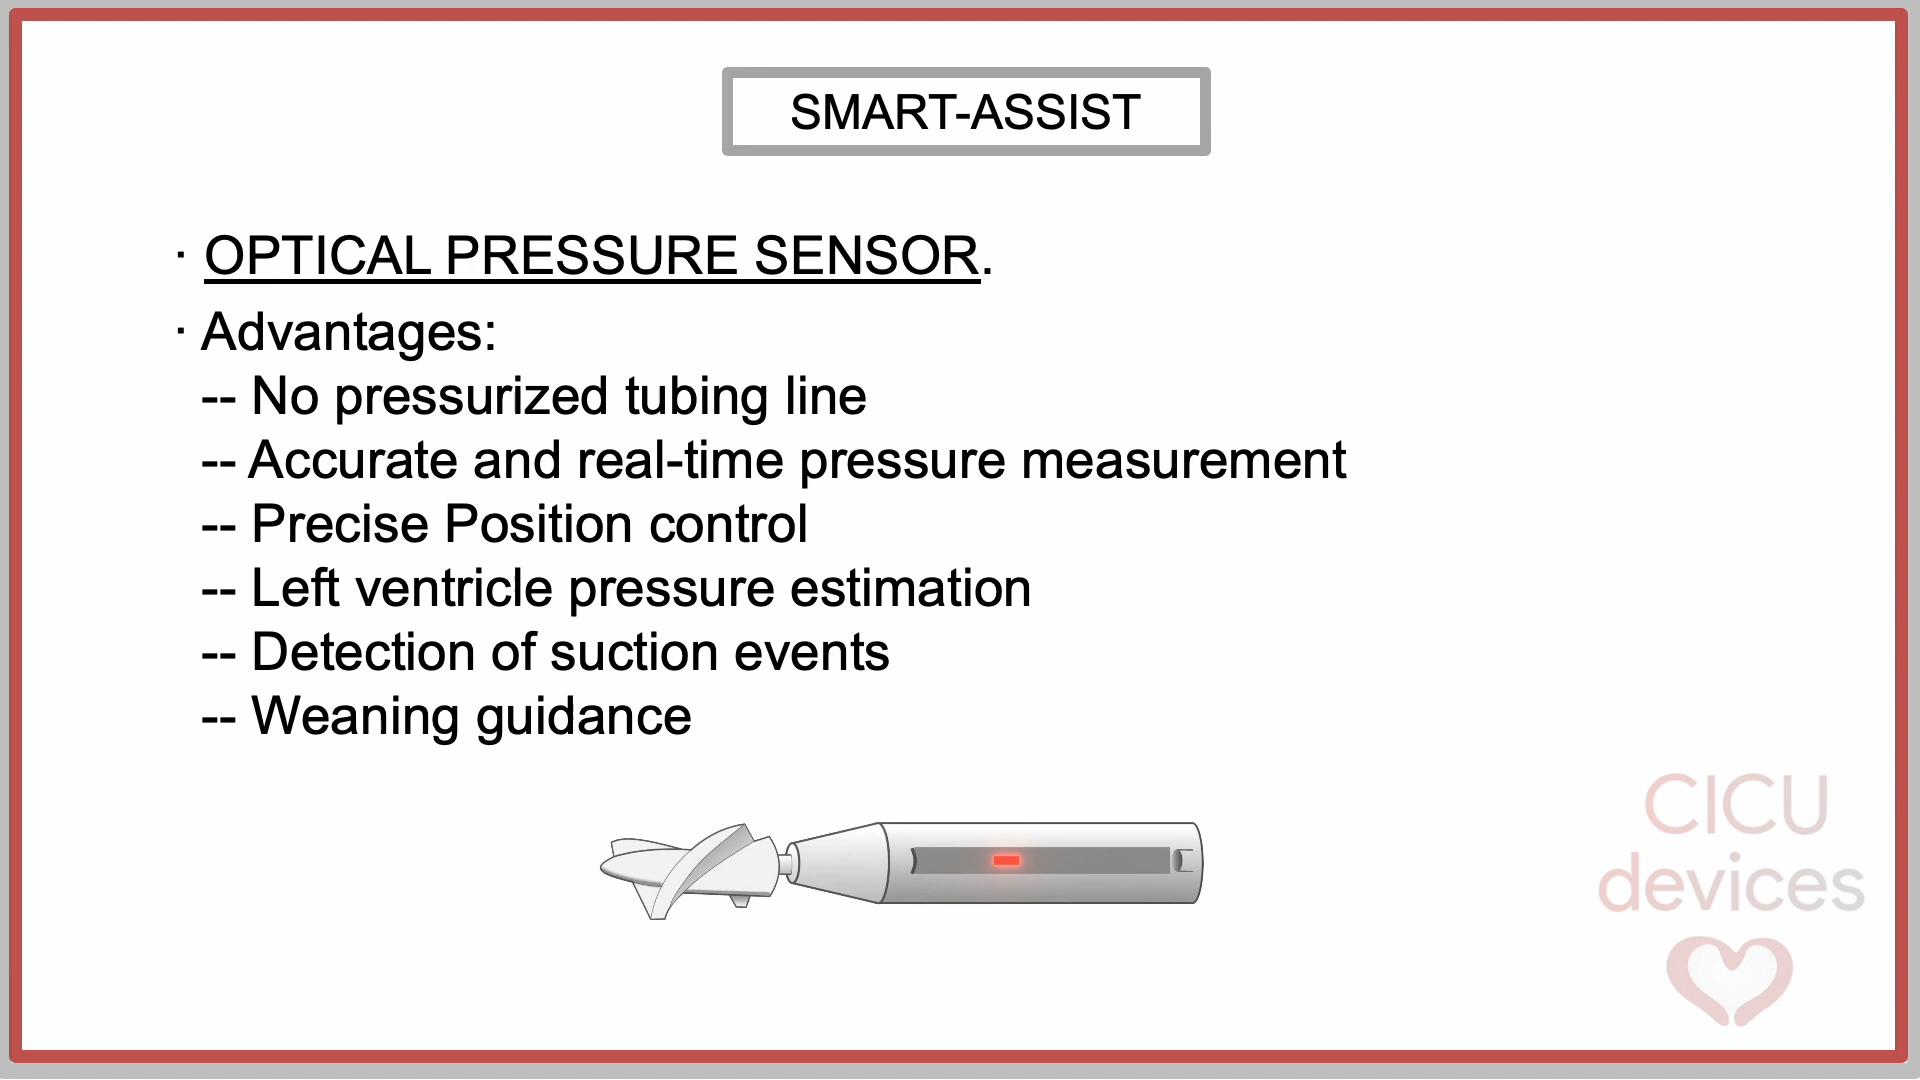 SMART-ASSIST
· OPTICAL PRESSURE SENSOR.
· Advantages:
-- No pressurized tubing line
-- Accurate and real-time pressure measurement
-- Precise Position control
-- Left ventricle pressure estimation
-- Detection of suction events
-- Weaning guidance
CICU
devices